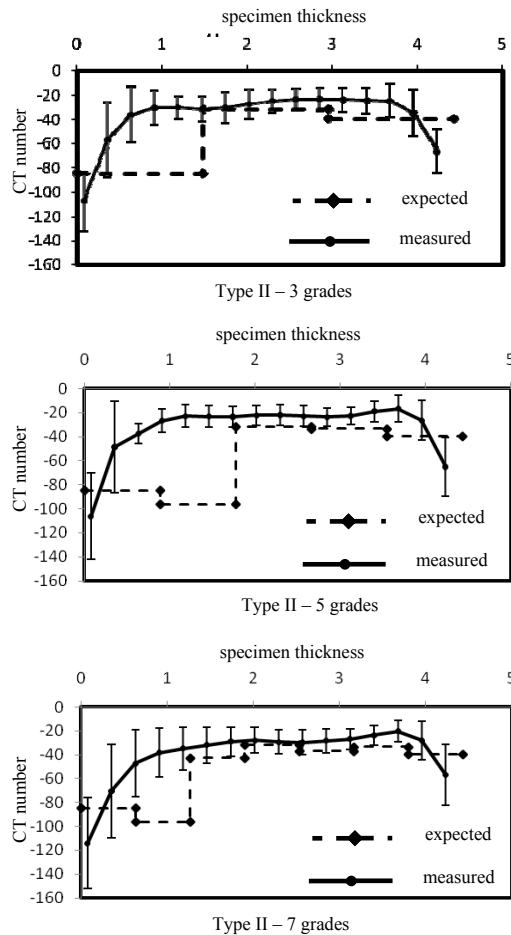 specimen thickness
0 1 2 3 4 5
0
-20
-40
-60
-80
-100
-120
-140
-160
CT number
expected
measured
Type II – 3 grades
specimen thickness
0 1 2 3 4 5
0
-20
-40
-60
-80
-100
-120
-140
-160
CT number
expected
measured
Type II – 5 grades
specimen thickness
0 1 2 3 4 5
0
-20
-40
-60
-80
-100
-120
-140
-160
CT number
expected
measured
Type II – 7 grades